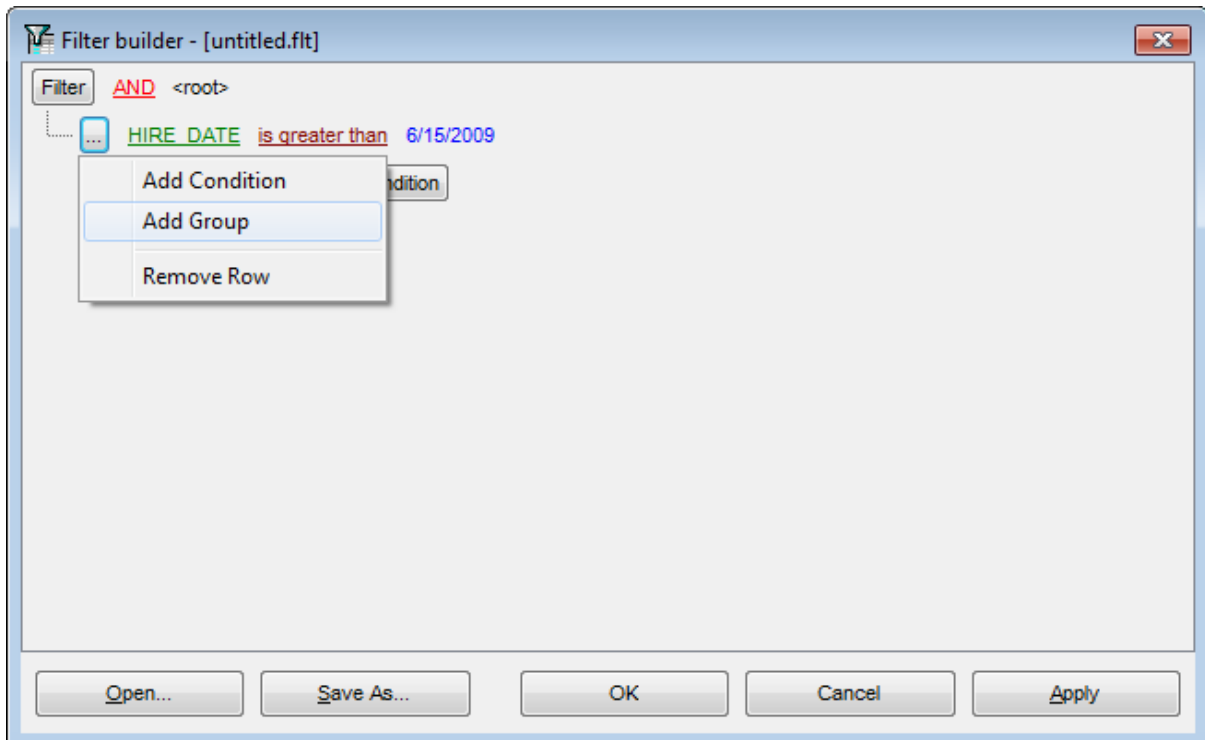 Filter builder - [untitled.flt]
Filter AND <root>
... HIRE_DATE is greater than 6/15/2009
Add Condition
ndition
Add Group
Remove Row
Open... Save As... OK Cancel Apply